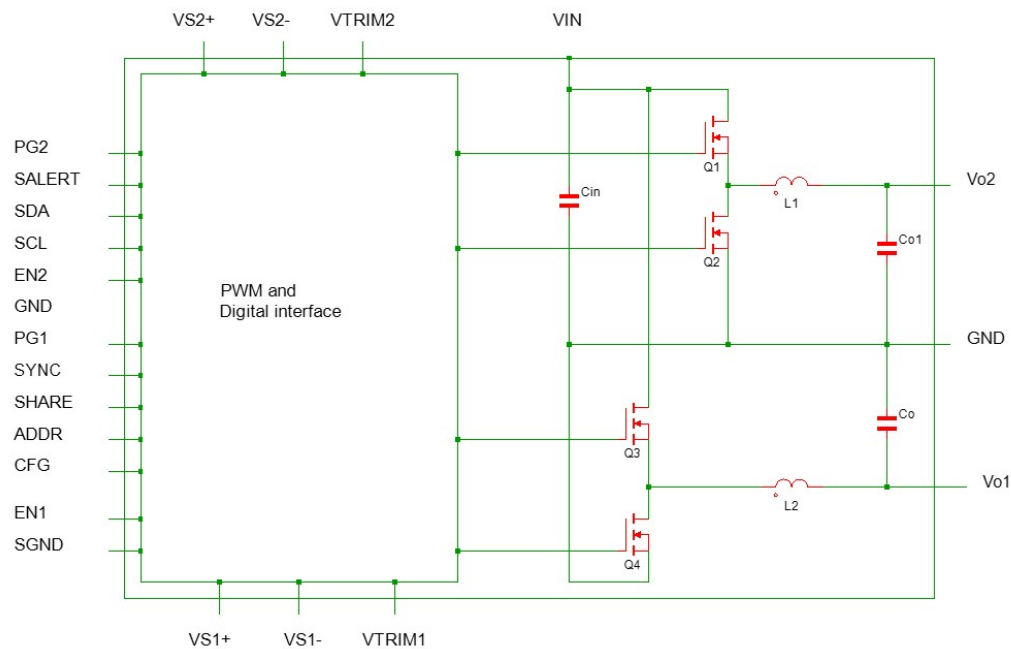 VS2+ VS2- VTRIM2 VIN
PG2
SALERT
SDA
SCL
EN2
GND
PG1
SYNC
SHARE
ADDR
CFG
EN1
SGND
PWM and
Digital interface
Cin
Q1
Q2
L1
Vo2
Co1
GND
Co
Q3
Q4
L2
Vo1
VS1+ VS1- VTRIM1